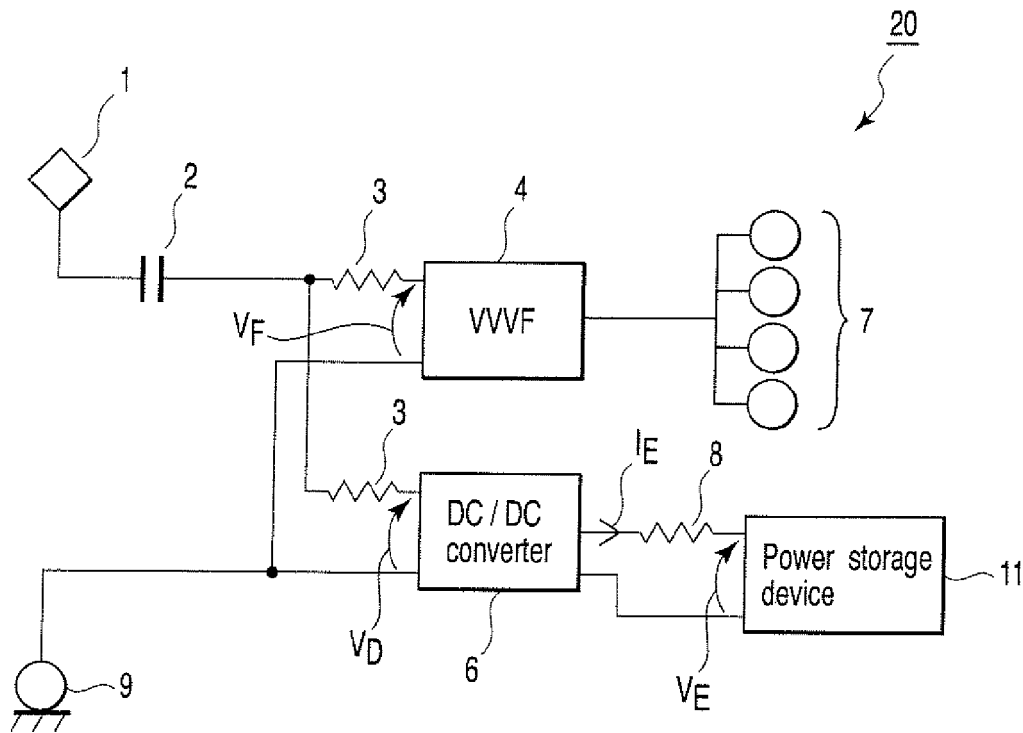 20
1
2
3
4
VVVF
VF
7
3
IE
8
DC / DC
converter
Power storage
device
11
VD
6
VE
9